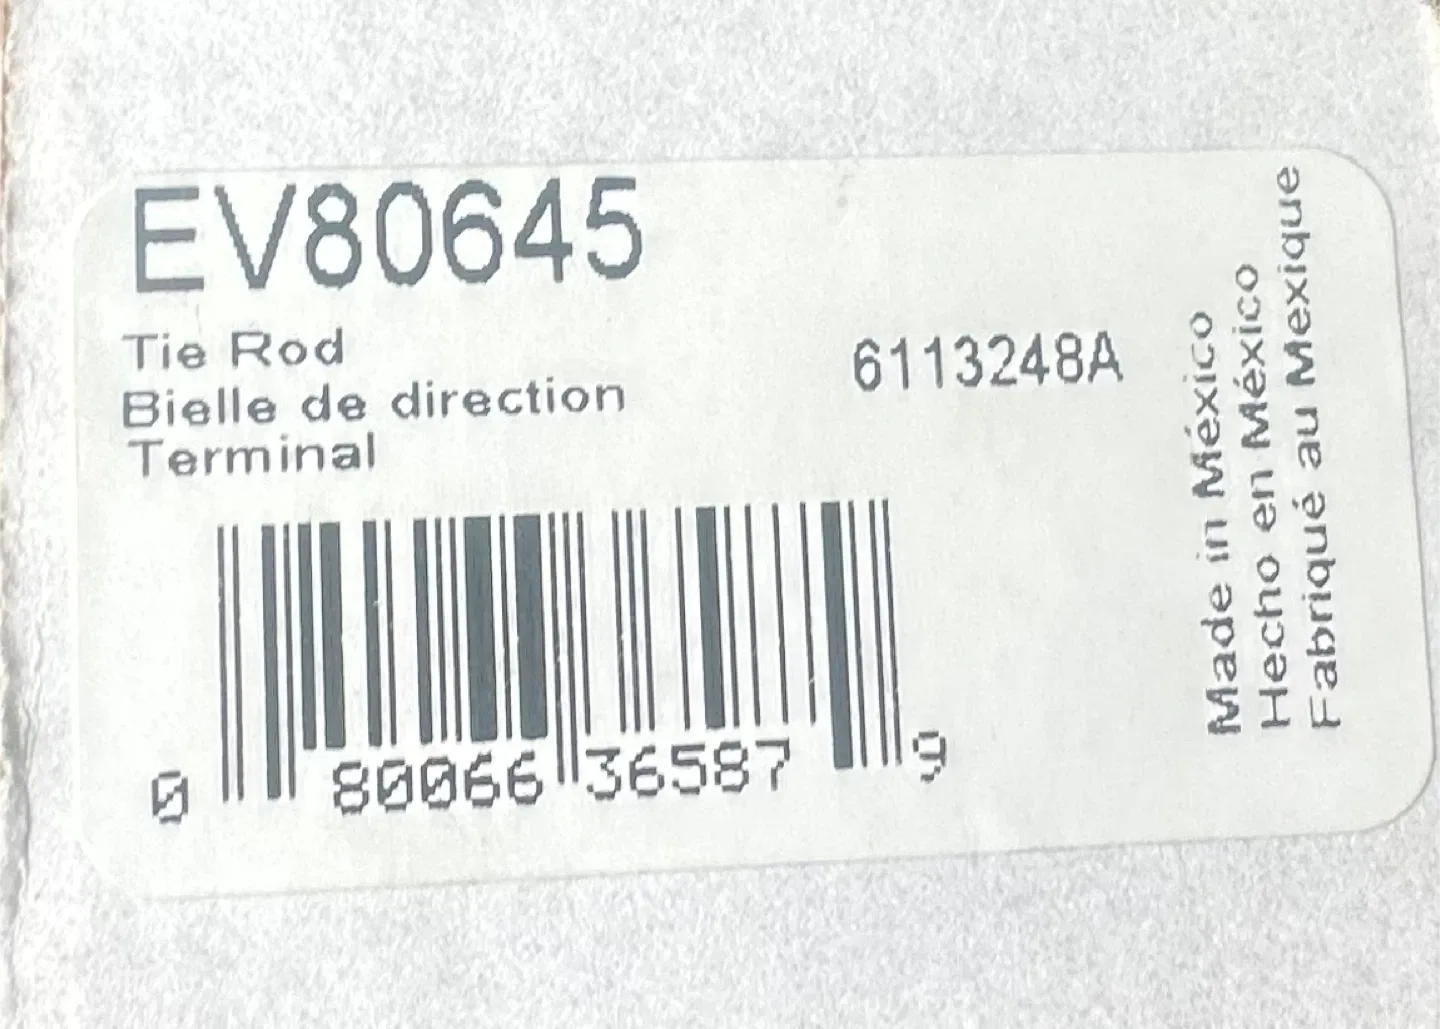 EV80645
Tie Rod
Bielle de direction
Terminal
6113248A
0 80066 36587 9
Made in México
Hecho en México
Fabriqué au Mexique